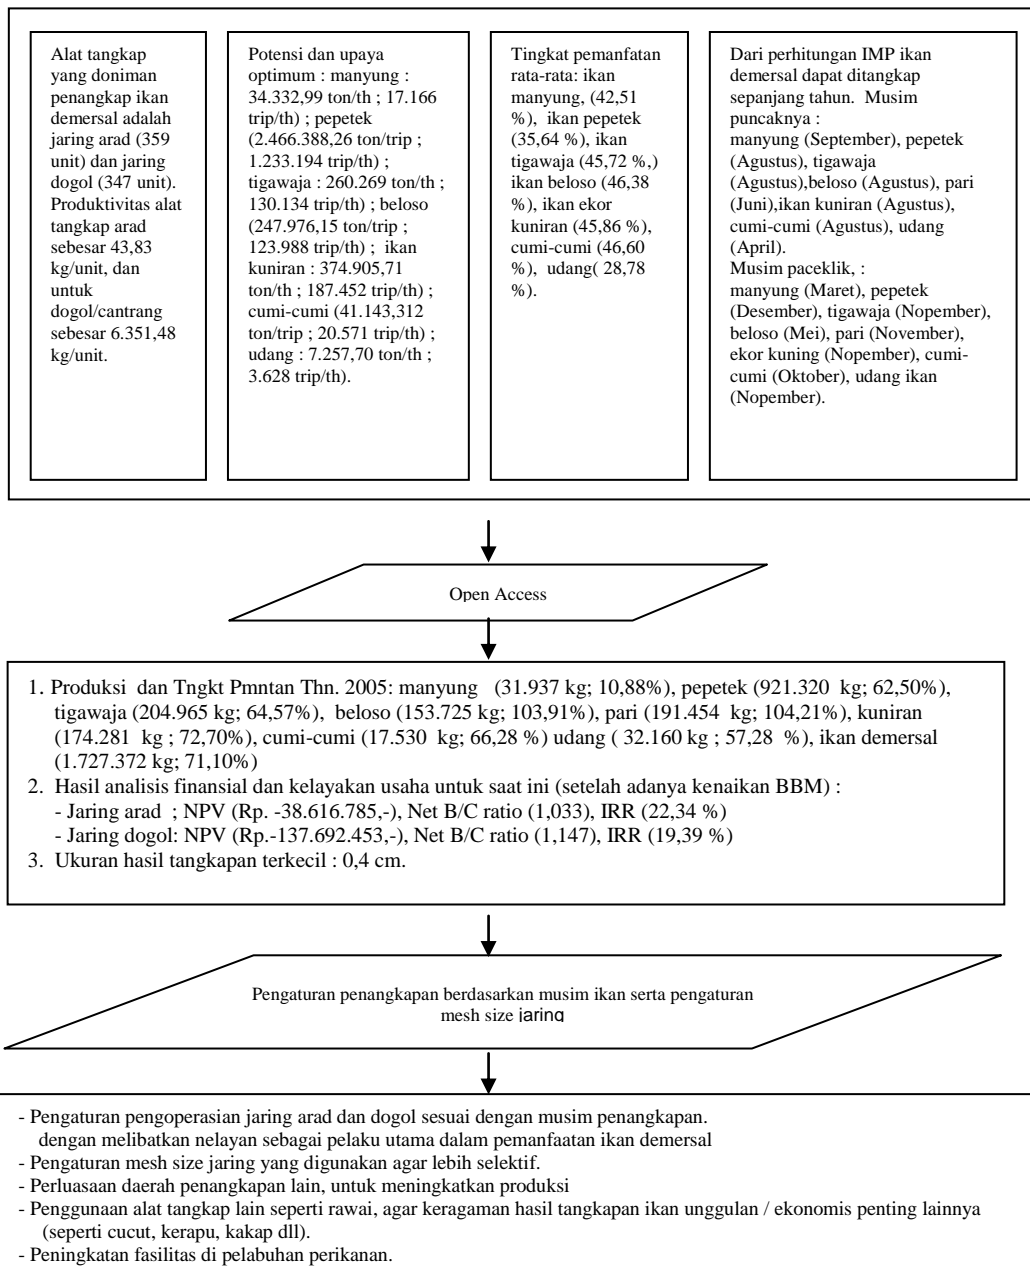 Alat tangkap
yang doniman
penangkap ikan
demersal adalah
jaring arad (359
unit) dan jaring
dogol (347 unit).
Produktivitas alat
tangkap arad
sebesar 43,83
kg/unit, dan
untuk
dogol/cantrang
sebesar 6.351,48
kg/unit.
Potensi dan upaya
optimum : manyung :
34.332,99 ton/th ; 17.166
trip/th) ; pepetek
(2.466.388,26 ton/trip ;
1.233.194 trip/th) ;
tigawaja : 260.269 ton/th ;
130.134 trip/th) ; beloso
(247.976,15 ton/trip ;
123.988 trip/th) ; ikan
kuniran : 374.905,71
ton/th ; 187.452 trip/th) ;
cumi-cumi (41.143,312
ton/trip ; 20.571 trip/th) ;
udang : 7.257,70 ton/th ;
3.628 trip/th).
Tingkat pemanfatan
rata-rata: ikan
manyung, (42,51
%), ikan pepetek
(35,64 %), ikan
tigawaja (45,72 %,)
ikan beloso (46,38
%), ikan ekor
kuniran (45,86 %),
cumi-cumi (46,60
%), udang( 28,78
%).
Dari perhitungan IMP ikan
demersal dapat ditangkap
sepanjang tahun. Musim
puncaknya :
manyung (September), pepetek
(Agustus), tigawaja
(Agustus),beloso (Agustus), pari
(Juni),ikan kuniran (Agustus),
cumi-cumi (Agustus), udang
(April).
Musim paceklik, :
manyung (Maret), pepetek
(Desember), tigawaja (Nopember),
beloso (Mei), pari (November),
ekor kuning (Nopember), cumi-
cumi (Oktober), udang ikan
(Nopember).
Open Access
1. Produksi dan Tngkt Pmntan Thn. 2005: manyung (31.937 kg; 10,88%), pepetek (921.320 kg; 62,50%),
tigawaja (204.965 kg; 64,57%), beloso (153.725 kg; 103,91%), pari (191.454 kg; 104,21%), kuniran
(174.281 kg ; 72,70%), cumi-cumi (17.530 kg; 66,28 %) udang ( 32.160 kg ; 57,28 %), ikan demersal
(1.727.372 kg; 71,10%)
2. Hasil analisis finansial dan kelayakan usaha untuk saat ini (setelah adanya kenaikan BBM) :
- Jaring arad ; NPV (Rp. -38.616.785,-), Net B/C ratio (1,033), IRR (22,34 %)
- Jaring dogol: NPV (Rp.-137.692.453,-), Net B/C ratio (1,147), IRR (19,39 %)
3. Ukuran hasil tangkapan terkecil : 0,4 cm.
Pengaturan penangkapan berdasarkan musim ikan serta pengaturan
mesh size jaring
- Pengaturan pengoperasian jaring arad dan dogol sesuai dengan musim penangkapan.
dengan melibatkan nelayan sebagai pelaku utama dalam pemanfaatan ikan demersal
- Pengaturan mesh size jaring yang digunakan agar lebih selektif.
- Perluasaan daerah penangkapan lain, untuk meningkatkan produksi
- Penggunaan alat tangkap lain seperti rawai, agar keragaman hasil tangkapan ikan unggulan / ekonomis penting lainnya
(seperti cucut, kerapu, kakap dll).
- Peningkatan fasilitas di pelabuhan perikanan.